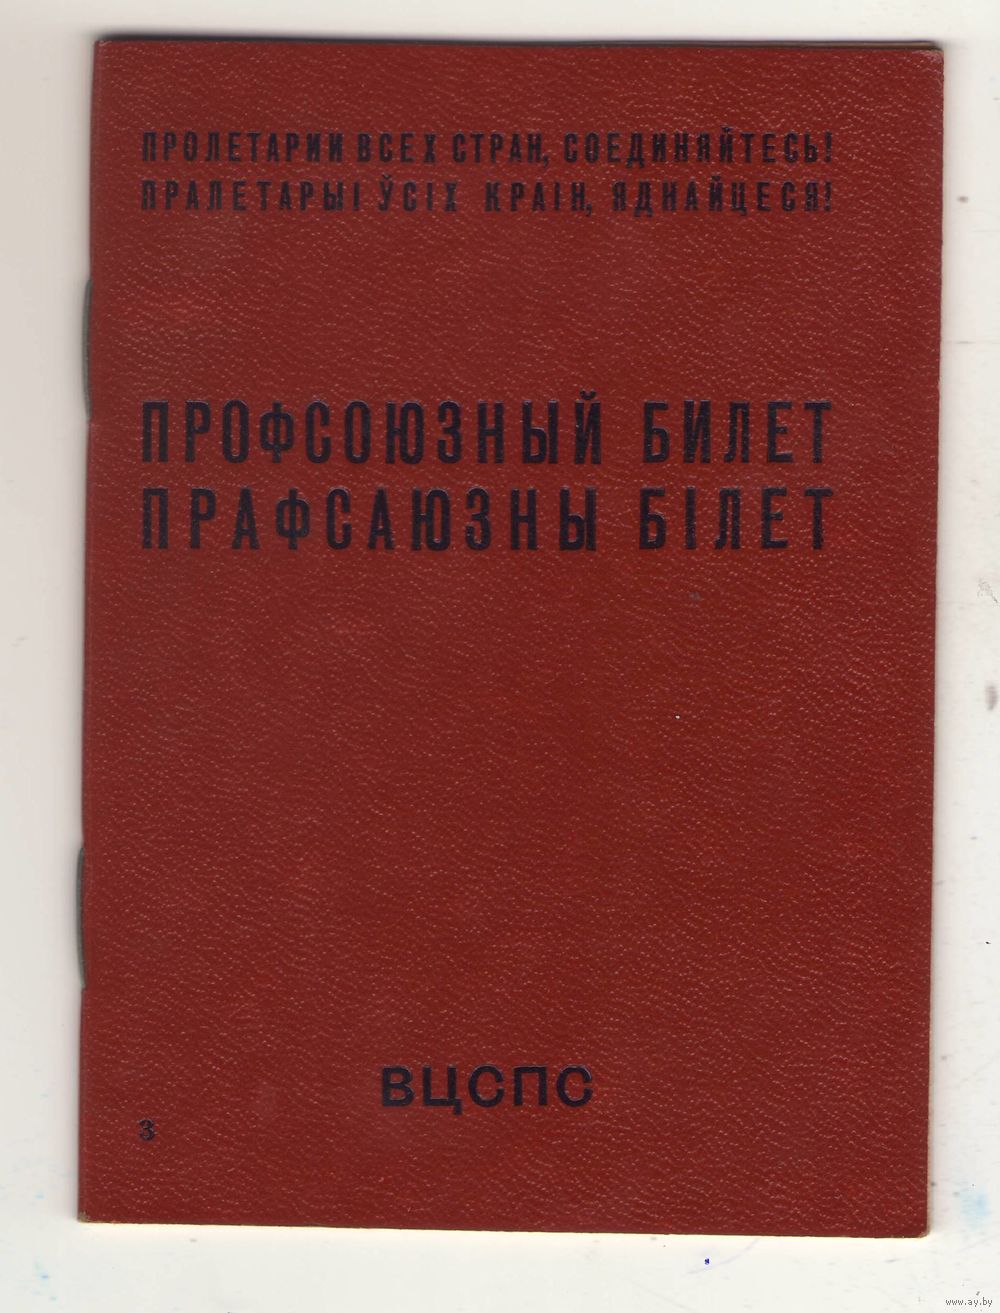 ПРОЛЕТАРИИ ВСЕХ СТРАН, СОЕДИНЯЙТЕСЬ!
ПРАЛЕТАРЫІ ЎСІХ КРАІН, ЯДНАЙЦЕСЯ!
ПРОФСОЮЗНЫЙ БИЛЕТ
ПРАФСАЮЗНЫ БІЛЕТ
ВЦСПС
3
www.ay.by